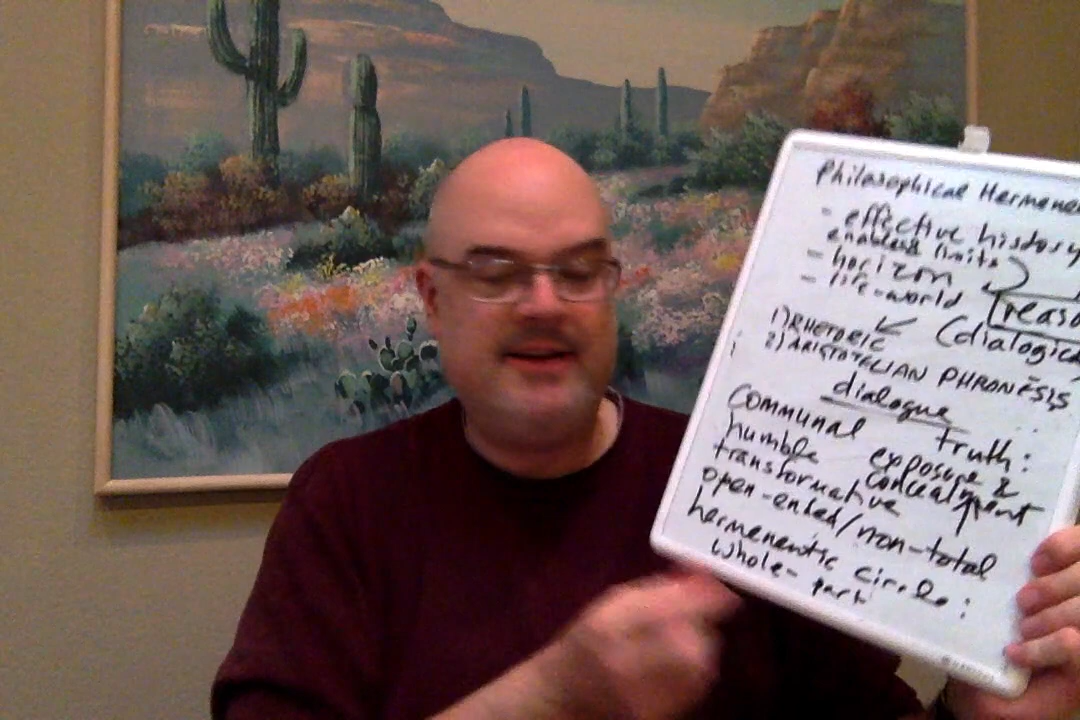 Philosophical Hermene
- effective history
enables limits
- horizon
- life-world
reaso
(dialogica
1) RHETORIC
2) ARISTOTELIAN PHRONESIS
dialogue
communal truth:
humble exposure &
transformative concealment
open-ended/non-total
hermeneutic circle:
whole-part